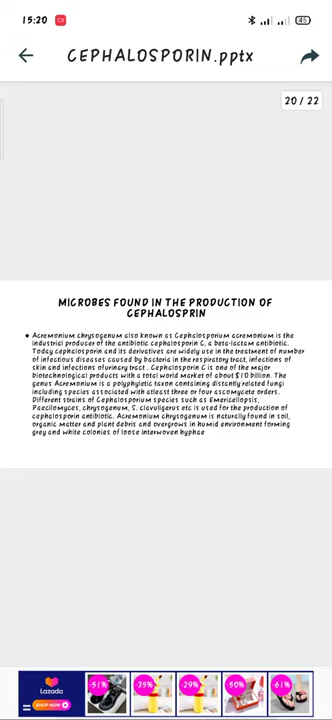 15:20
45
CEPHALOSPORIN.pptx
20 / 22
MICROBES FOUND IN THE PRODUCTION OF
CEPHALOSPRIN
• Acremonium chrysogenum also known as Cephalosporium acremonium is the
industrial producer of the antibiotic cephalosporin C, a beta-lactam antibiotic.
Today cephalosporin and its derivatives are widely use in the treatment of number
of infectious diseases caused by bacteria in the respiratory tract, infections of
skin and infections of urinary tract . Cephalosporin C is one of the major
biotechnological products with a total world market of about $10 billion. The
genus Acremonium is a polyphyletic taxon containing distantly related fungi
including species associated with atleast three or four ascomycete orders.
Different strains of Cephalosporium species such as Emericellopsis,
Paecilomyces, chrysogenum, S. clavuligerus etc is used for the production of
cephalosporin antibiotic. Acremonium chrysogenum is naturally found in soil,
organic matter and plant debris and overgrows in humid environment forming
grey and white colonies of loose interwoven hyphae
Lazada
SHOP NOW
-51%
-35%
-29%
-50%
-61%